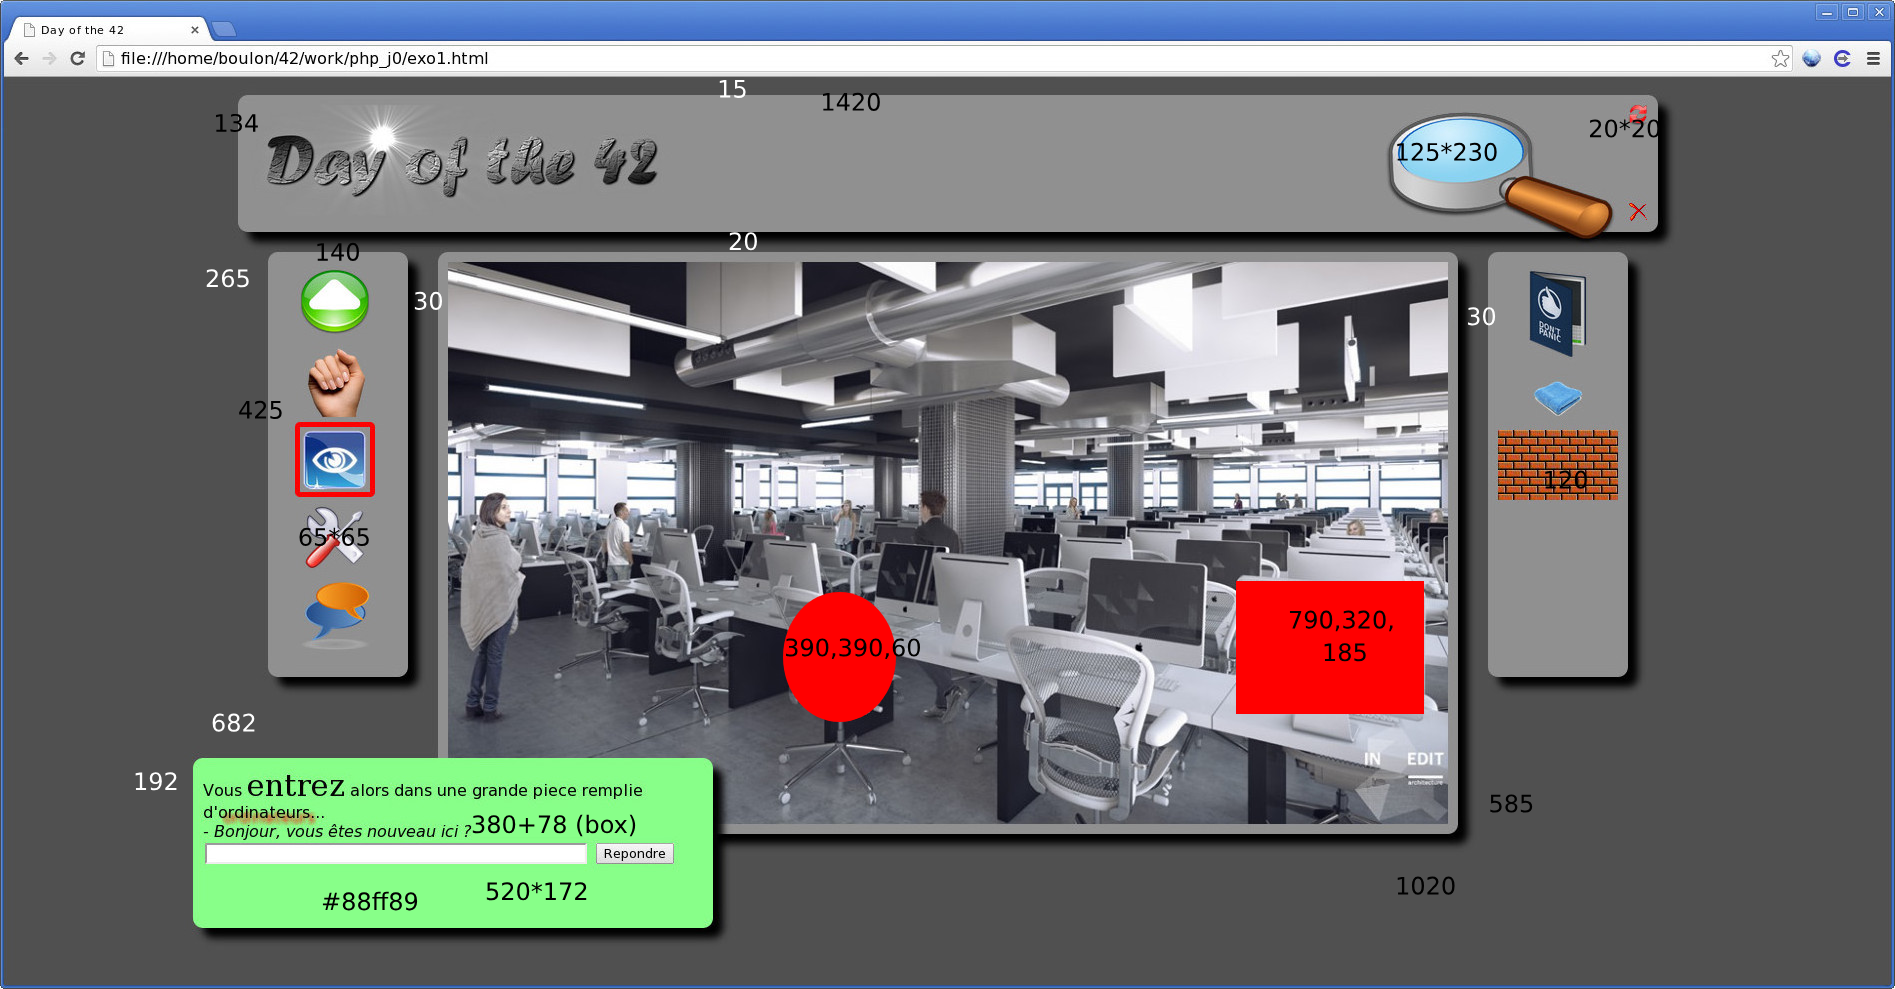 Day of the 42
file:///home/boulon/42/work/php_j0/exo1.html
15
1420
134
Day of the 42
125*230
20*20
20
140
265
30
30
DON'T
PANIC
425
120
65*65
790,320,
185
390,390,60
682
IN EDIT
architecture
192
Vous entrez alors dans une grande piece remplie
d'ordinateurs...
- Bonjour, vous êtes nouveau ici ?
380+78 (box)
Repondre
585
520*172
#88ff89
1020